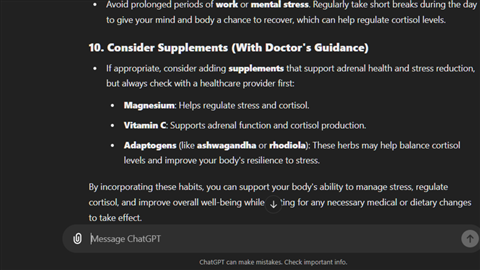 Avoid prolonged periods of work or mental stress. Regularly take short breaks during the day
to give your mind and body a chance to recover, which can help regulate cortisol levels.
10. Consider Supplements (With Doctor's Guidance)
If appropriate, consider adding supplements that support adrenal health and stress reduction,
but always check with a healthcare provider first:
Magnesium: Helps regulate stress and cortisol.
Vitamin C: Supports adrenal function and cortisol production.
Adaptogens (like ashwagandha or rhodiola): These herbs may help balance cortisol
levels and improve your body's resilience to stress.
By incorporating these habits, you can support your body's ability to manage stress, regulate
cortisol, and improve overall well-being while ting for any necessary medical or dietary changes
to take effect.
Message ChatGPT
ChatGPT can make mistakes. Check important info.